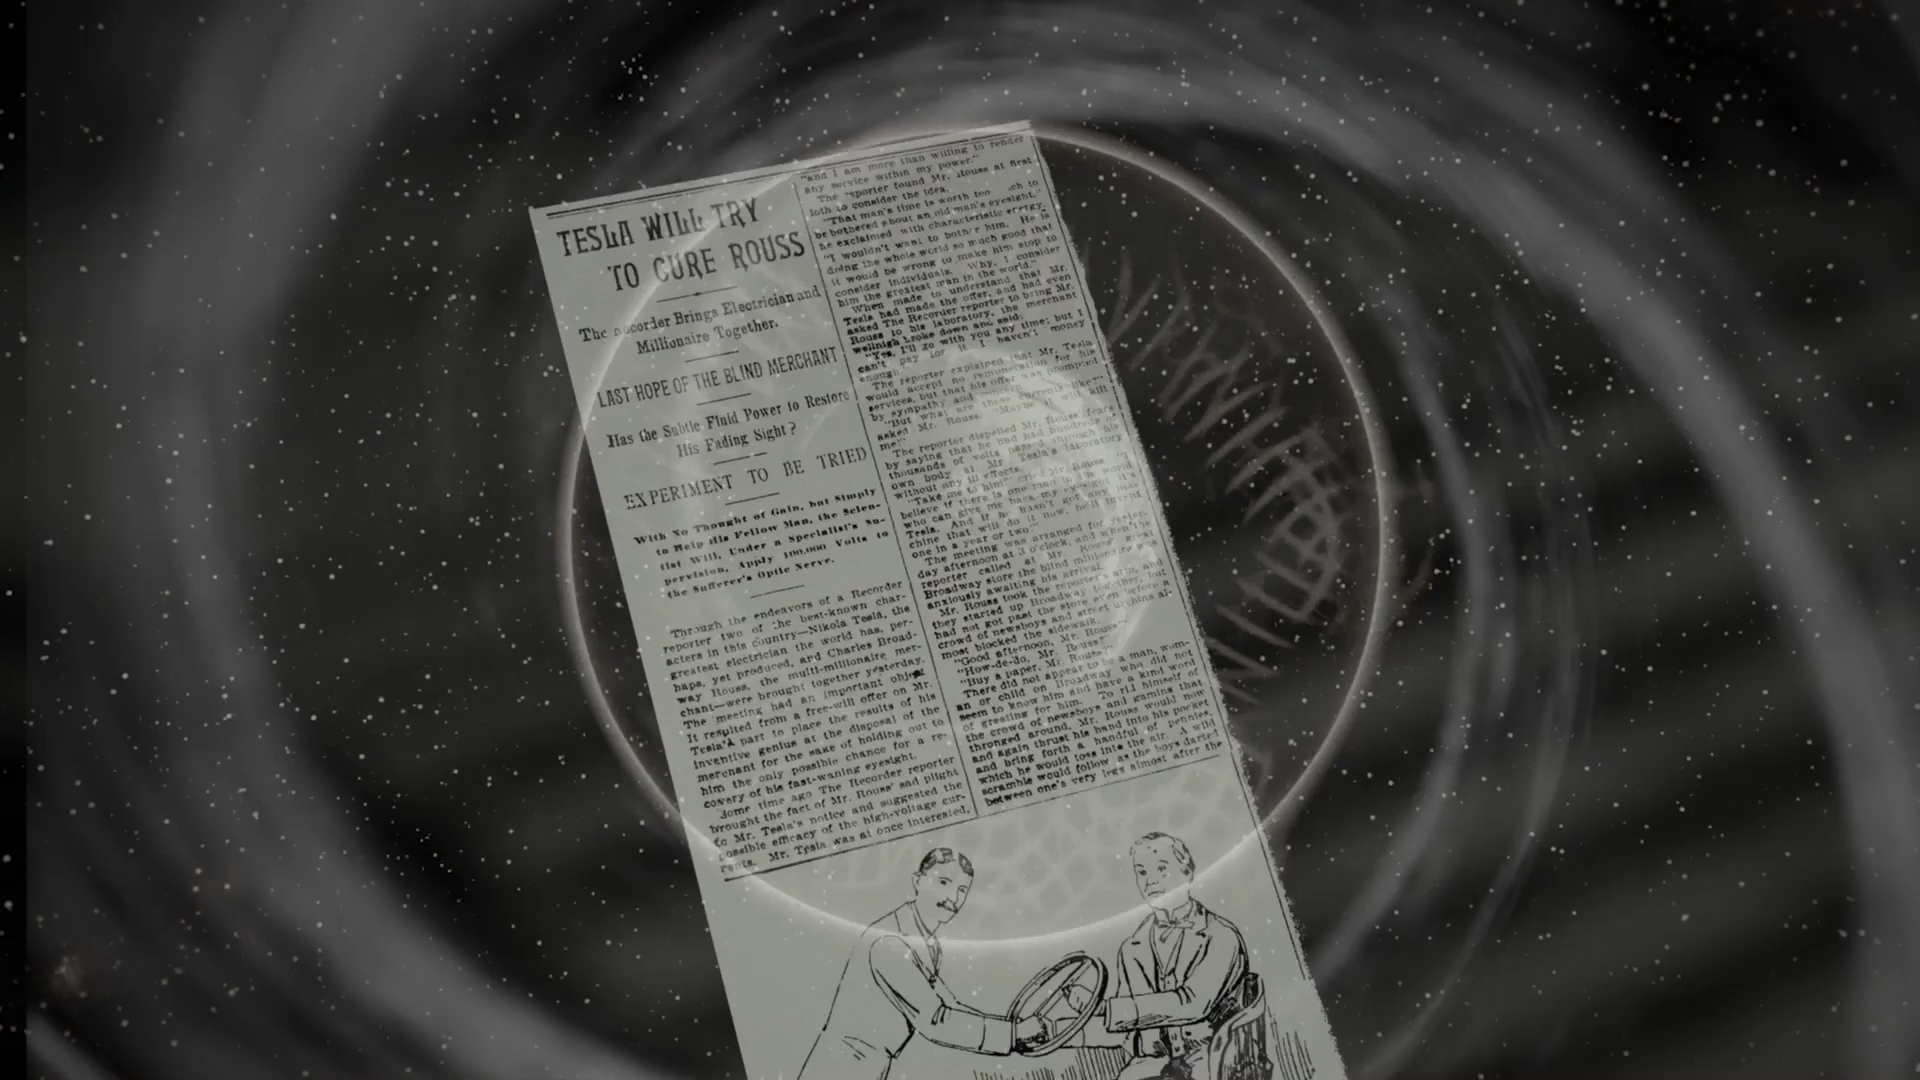 TESLA WILL TRY
TO CURE ROUSS
The Recorder Brings Electrician and
Millionaire Together.
LAST HOPE OF THE BLIND MERCHANT
Has the Subtle Fluid Power to Restore
His Fading Sight?
EXPERIMENT TO BE TRIED
With No Thought of Gain, but Simply
to Help His Fellow Man, the Scien-
tist Will, Under a Specialist's Su-
pervision, Apply 100,000 Volts to
the Sufferer's Optic Nerve.
Through the endeavors of a Recorder
reporter two of the best-known char-
acters in this country—Nikola Tesla, the
greatest electrician the world has, per-
haps, yet produced, and Charles Broad-
way Rouss, the multi-millionaire mer-
chant—were brought together yesterday.
The meeting had an important object
It resulted from a free-will offer on Mr.
Tesla's part to place the results of his
inventive genius at the disposal of the
merchant for the sake of holding out to
him the only possible chance for a re-
covery of his fast-waning eyesight.
Some time ago The Recorder reporter
brought the fact of Mr. Rouss' sad plight
to Mr. Tesla's notice and suggested the
possible efficacy of the high-voltage cur-
rents. Mr. Tesla was at once interested,
"and I am more than willing to render
any service within my power."
The reporter found Mr. Rouss at first
loth to consider the idea.
"That man's time is worth too much to
be bothered about an old man's eyesight,"
he exclaimed with characteristic energy.
"I wouldn't want to bother him. He is
doing the whole world so much good that
it would be wrong to make him stop to
consider individuals. Why, I consider
him the greatest man in the world."
When made to understand that Mr.
Tesla had made the offer, and had even
asked The Recorder reporter to bring Mr.
Rouss to his laboratory, the merchant
wellnigh broke down and said:
"Yes, I'll go with you any time; but I
can't pay for it I haven't money
enough."
The reporter explained that Mr. Tesla
would accept no remuneration for his
services, but that his offer was prompted
by sympathy and
"But what are these currents like?"
asked Mr. Rouss. "Maybe it will kill
me!"
The reporter dispelled Mr. Rouss' fears
by saying that he had had hundreds of
thousands of volts passed through his
own body at Mr. Tesla's laboratory
without any ill effects.
"Take me to him!" cried Mr. Rouss. "I
believe if there is one man in the world
who can give me back my eyesight it's
Tesla. And if he hasn't got any ma-
chine that will do it now, he'll invent
one in a year or two."
The meeting was arranged for yester-
day afternoon at 3 o'clock, and when the
reporter called at Mr. Rouss' great
Broadway store the blind millionaire was
anxiously awaiting his arrival.
Mr. Rouss took the reporter's arm, and
they started up Broadway together, but
had not got past the store even before a
crowd of newsboys and street urchins al-
most blocked the sidewalk.
"Good afternoon, Mr. Rouss."
"How-de-do, Mr. Rouss?"
"Buy a paper, Mr. Rouss?"
There did not appear to be a man, wom-
an or child on Broadway who did not
seem to know him and have a kind word
of greeting for him. To rid himself of
the crowd of newsboys and gamins that
thronged around, Mr. Rouss would now
and again thrust his hand into his pocket
and bring forth a handful of pennies,
which he would toss into the air. A wild
scramble would follow, as the boys darted
between one's very legs almost after the